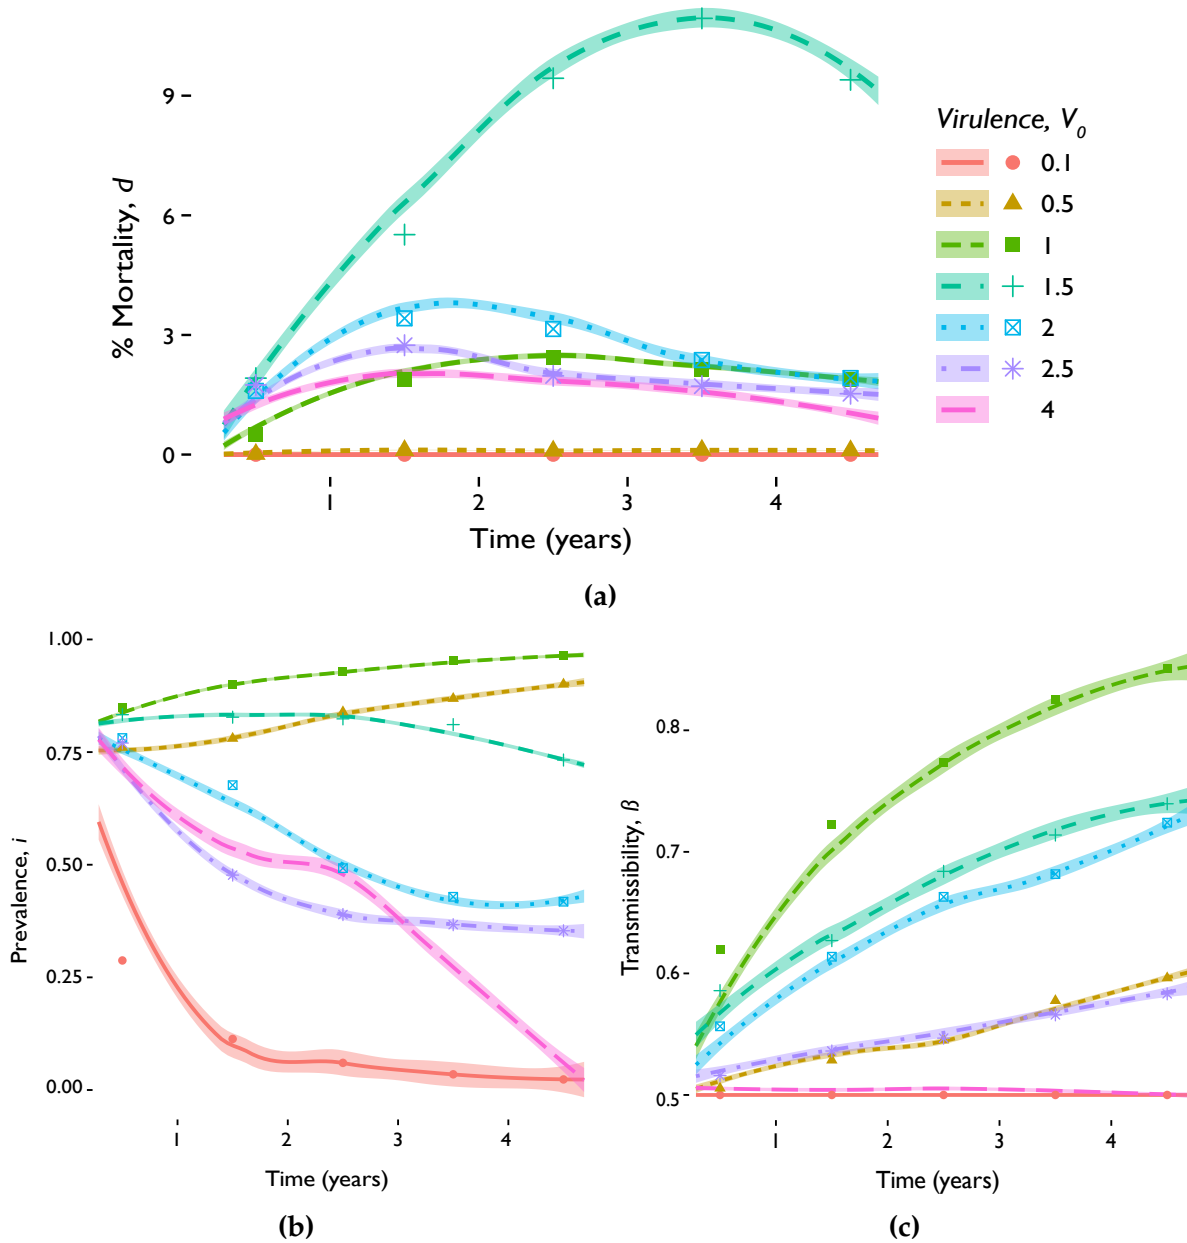 % Mortality, d
9
6
3
0
1 2 3 4
Time (years)
Virulence, V0
0.1
0.5
1
1.5
2
2.5
4
(a)
Prevalence, i
1.00
0.75
0.50
0.25
0.00
1 2 3 4
Time (years)
(b)
Transmissibility, ß
0.8
0.7
0.6
0.5
1 2 3 4
Time (years)
(c)